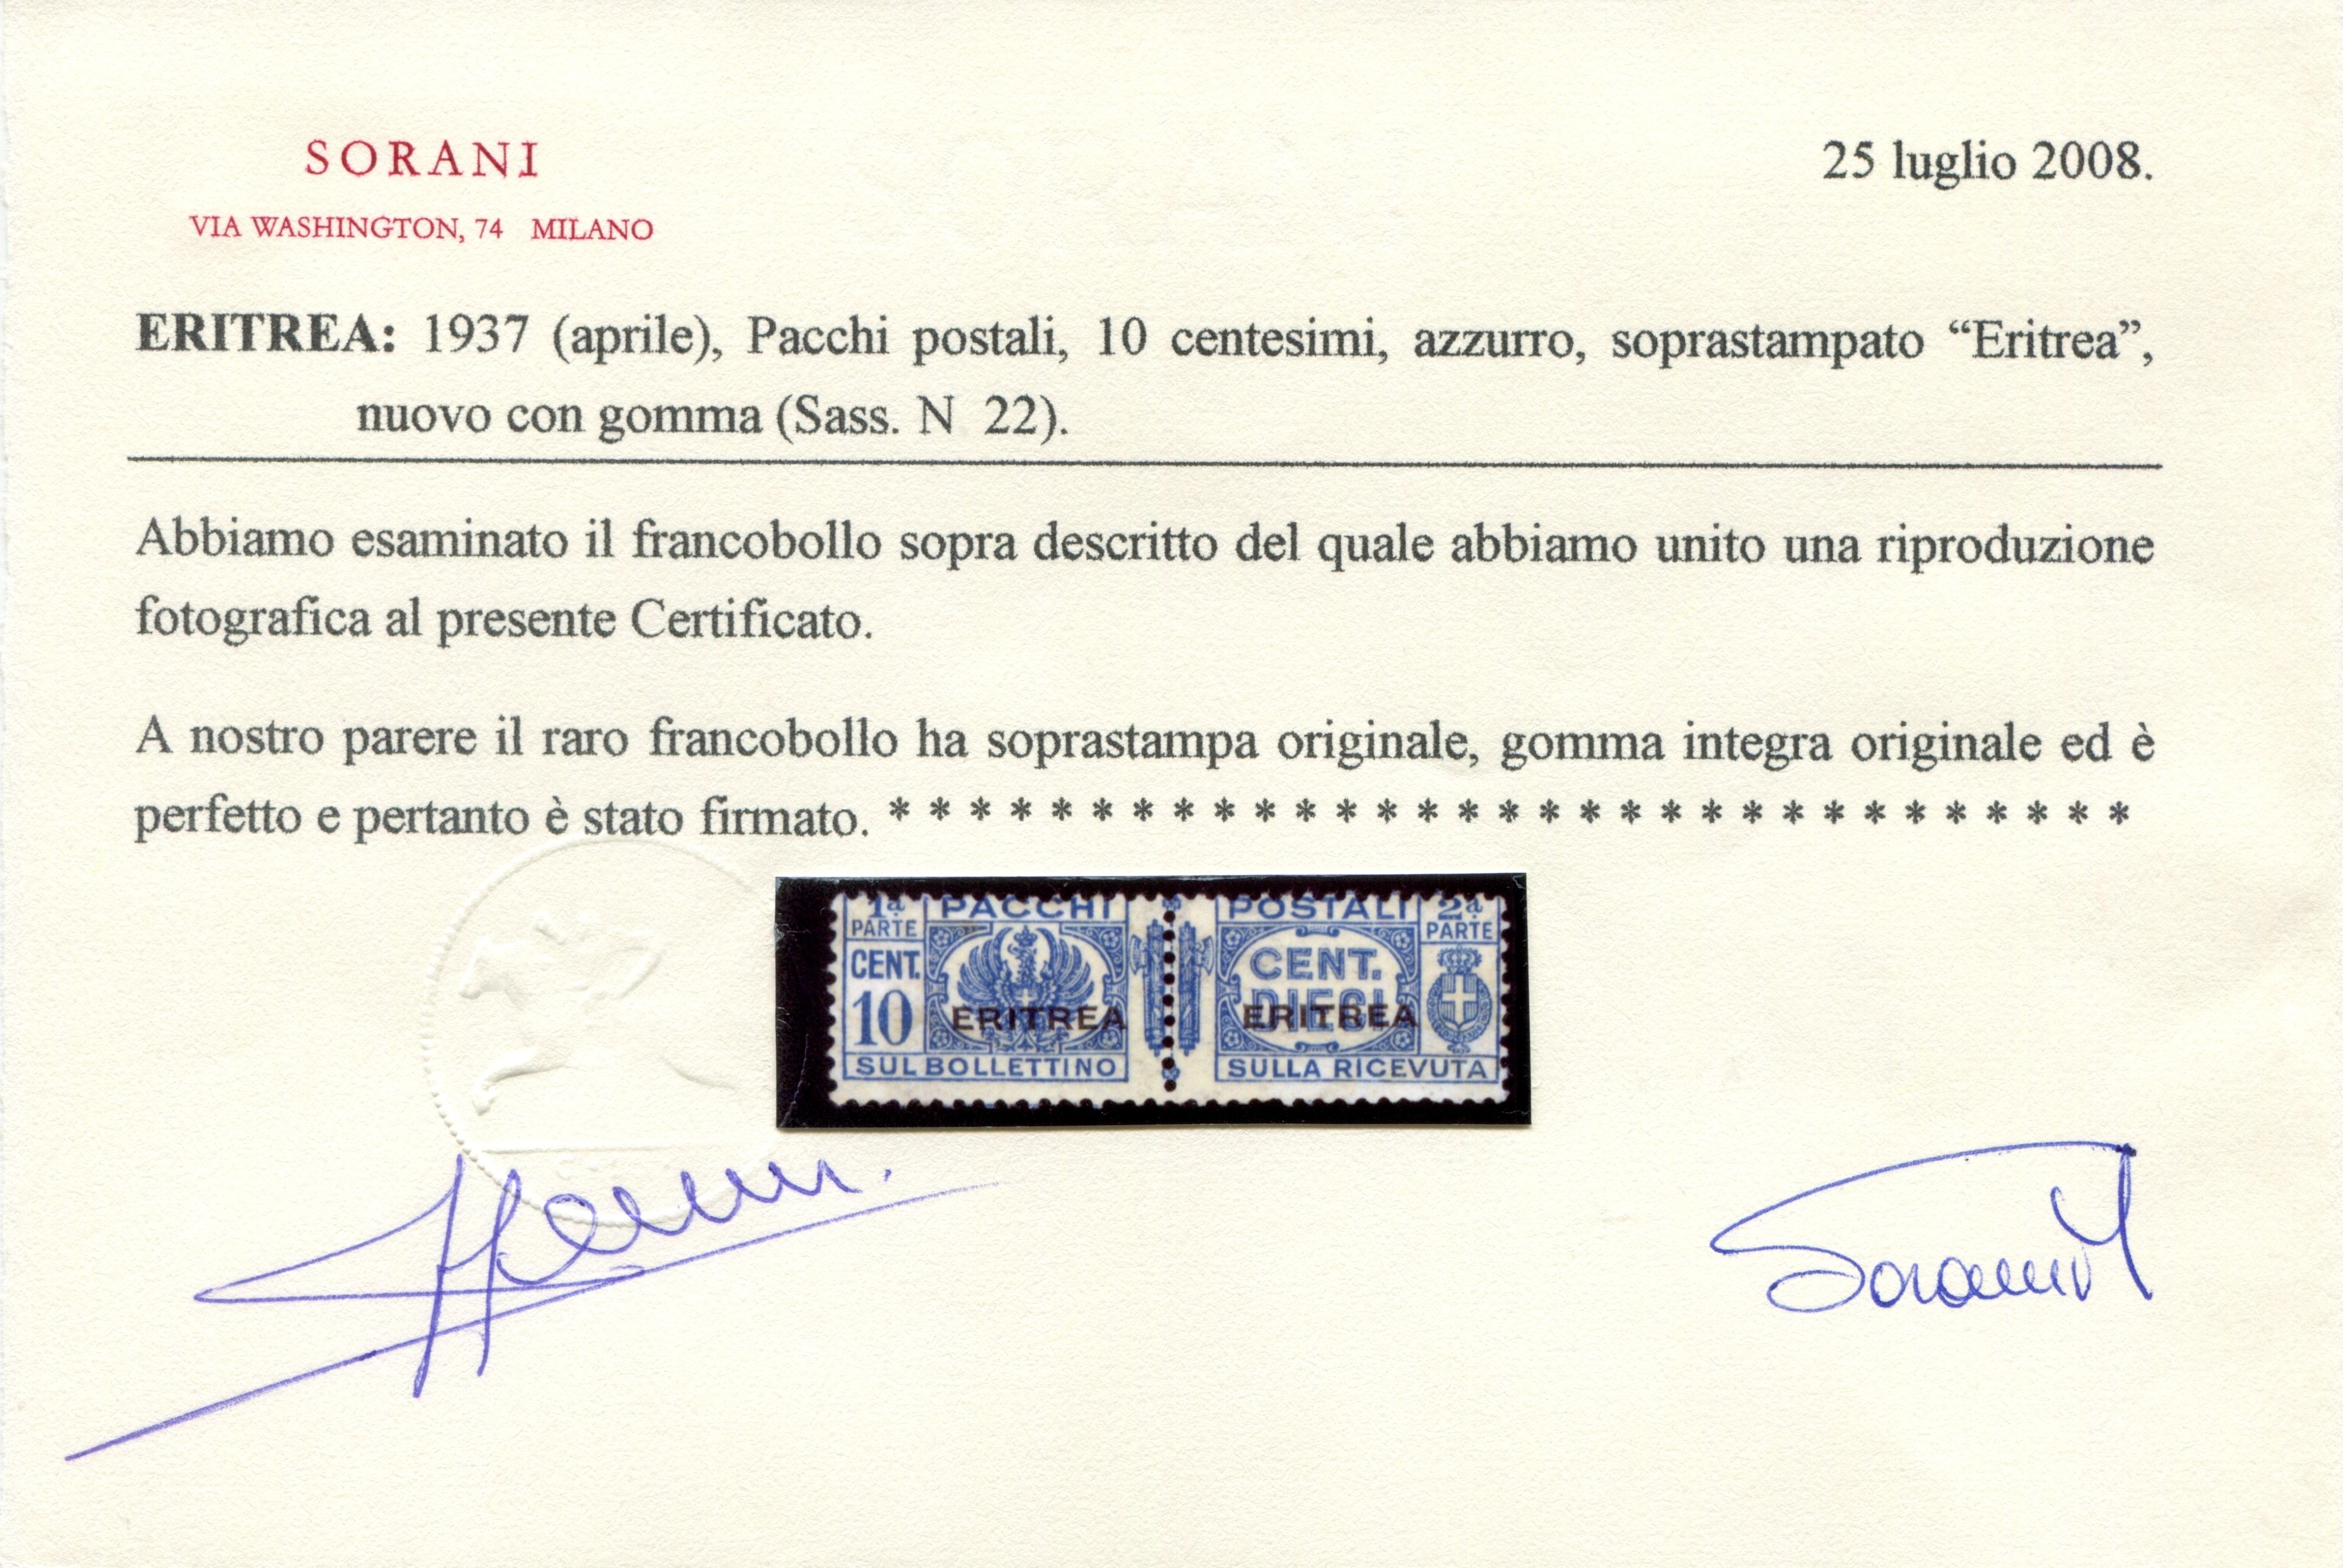 SORANI
25 luglio 2008.
VIA WASHINGTON, 74 MILANO
ERITREA: 1937 (aprile), Pacchi postali, 10 centesimi, azzurro, soprastampato “Eritrea”,
nuovo con gomma (Sass. N 22).
Abbiamo esaminato il francobollo sopra descritto del quale abbiamo unito una riproduzione
fotografica al presente Certificato.
A nostro parere il raro francobollo ha soprastampa originale, gomma integra originale ed è
perfetto e pertanto è stato firmato. * * * * * * * * * * * * * * * * * * * * * * * * * * * * * * *
1ª PACCHI POSTALI 2ª
PARTE PARTE
CENT. CENT.
10 DIECI
ERITREA ERITREA
SUL BOLLETTINO SULLA RICEVUTA
Sorani